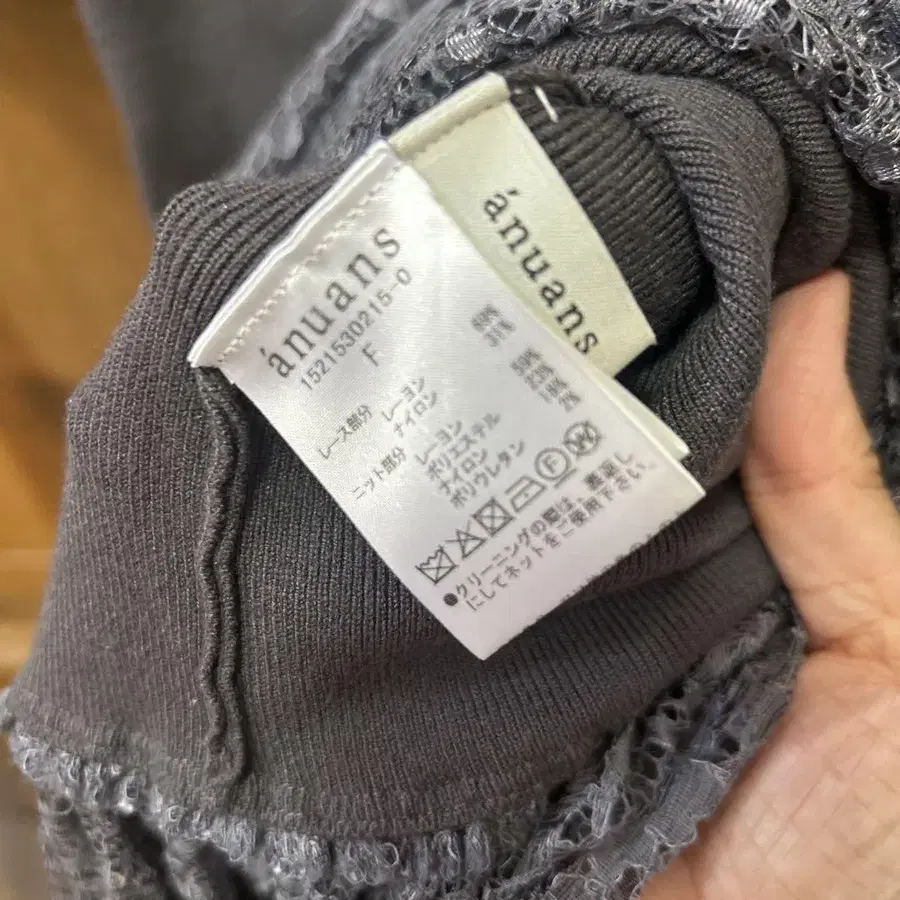 ánuans
ánuans
1521530215-0
F
レース部分
レーヨン
ナイロン
ニット部分
レーヨン
ポリエステル
ナイロン
ポリウレタン
●クリーニングの際は、裏返し
にしてネットをご使用下さい。